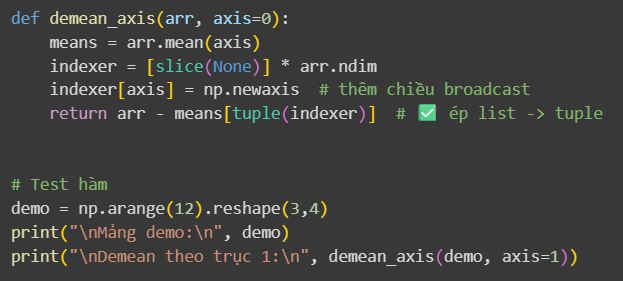 def demean_axis(arr, axis=0):
    means = arr.mean(axis)
    indexer = [slice(None)] * arr.ndim
    indexer[axis] = np.newaxis  # thêm chiều broadcast
    return arr - means[tuple(indexer)]  # ✅ ép list -> tuple
# Test hàm
demo = np.arange(12).reshape(3,4)
print("\nMảng demo:\n", demo)
print("\nDemean theo trục 1:\n", demean_axis(demo, axis=1))